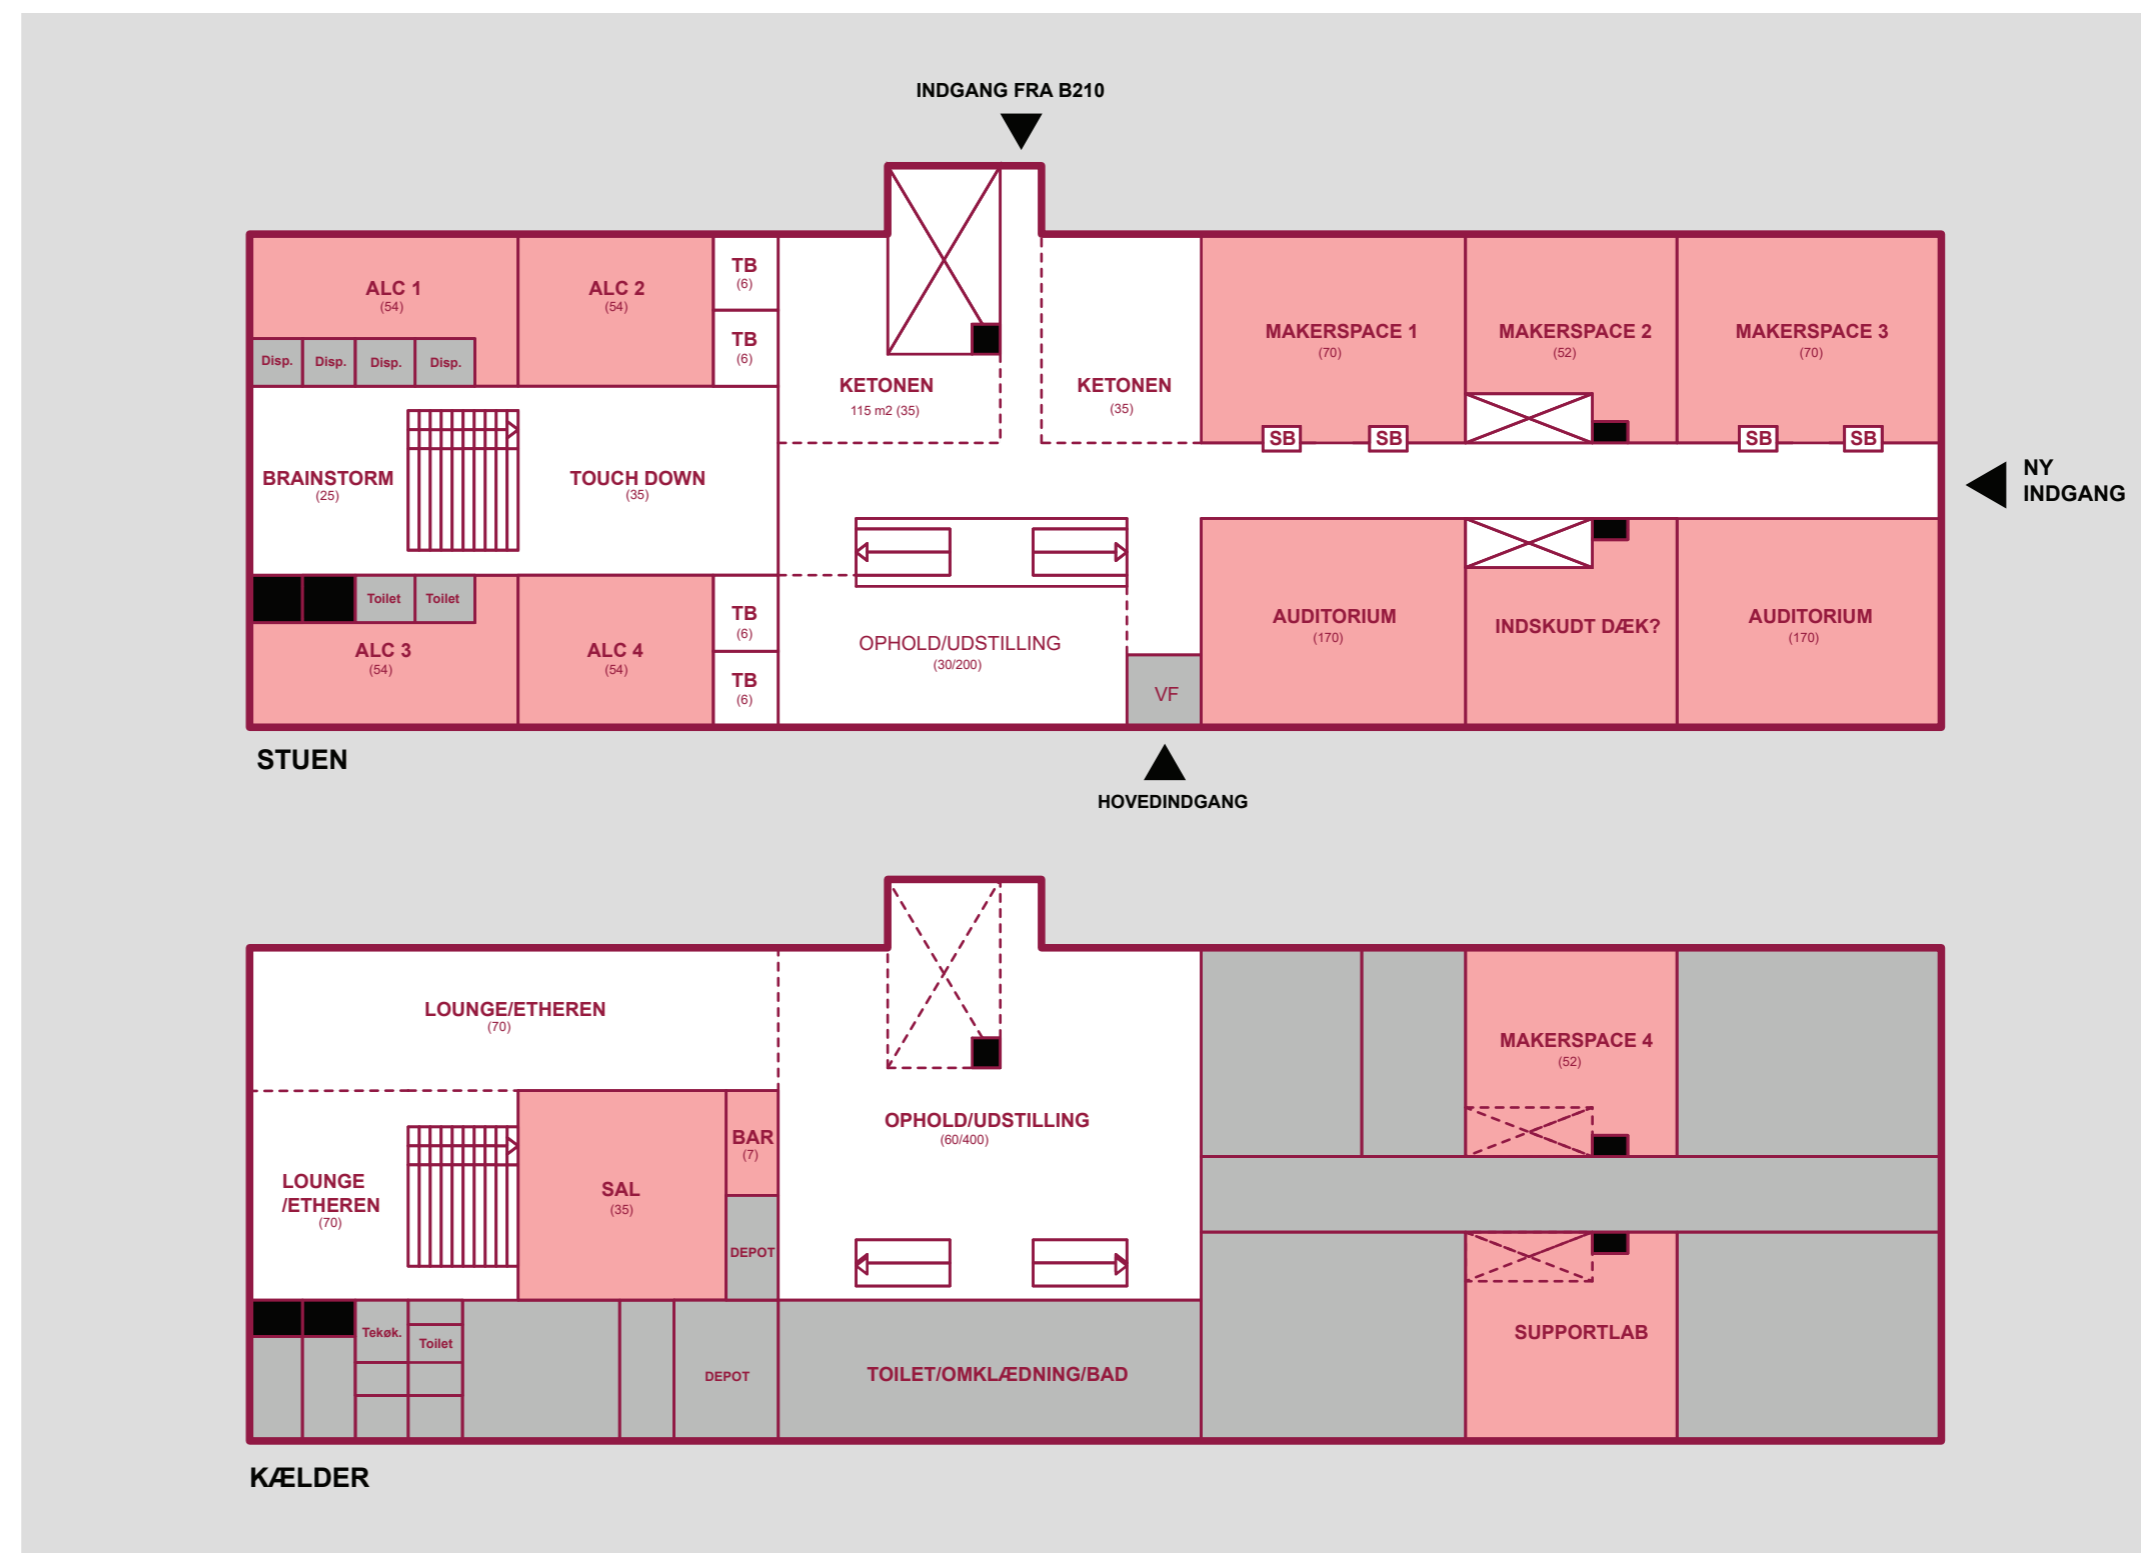 INDGANG FRA B210
ALC 1
(54)
ALC 2
(54)
TB
(6)
TB
(6)
Disp.
Disp.
Disp.
Disp.
KETONEN
115 m2 (35)
KETONEN
(35)
MAKERSPACE 1
(70)
MAKERSPACE 2
(52)
MAKERSPACE 3
(70)
SB
SB
SB
SB
BRAINSTORM
(25)
TOUCH DOWN
(35)
NY
INDGANG
Toilet
Toilet
ALC 3
(54)
ALC 4
(54)
TB
(6)
TB
(6)
OPHOLD/UDSTILLING
(30/200)
VF
AUDITORIUM
(170)
INDSKUDT DÆK?
AUDITORIUM
(170)
STUEN
HOVEDINDGANG
LOUNGE/ETHEREN
(70)
LOUNGE
/ETHEREN
(70)
SAL
(35)
BAR
(7)
DEPOT
OPHOLD/UDSTILLING
(60/400)
MAKERSPACE 4
(52)
Tekøk.
Toilet
DEPOT
TOILET/OMKLÆDNING/BAD
SUPPORTLAB
KÆLDER